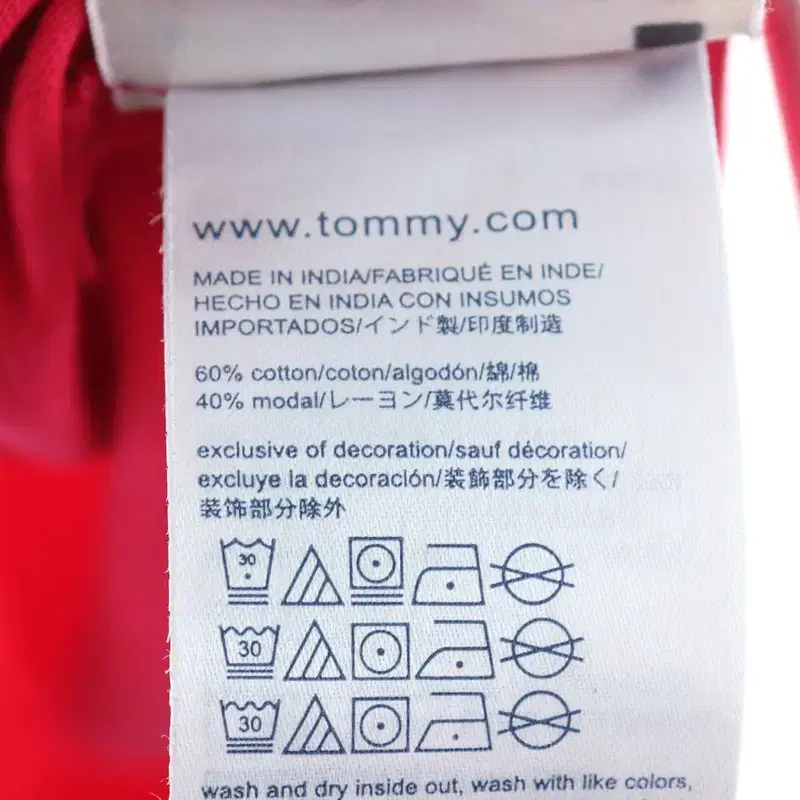 www.tommy.com
MADE IN INDIA/FABRIQUÉ EN INDE/
HECHO EN INDIA CON INSUMOS
IMPORTADOS/インド製/印度制造
60% cotton/coton/algodón/綿/棉
40% modal/レーヨン/莫代尔纤维
exclusive of decoration/sauf décoration/
excluye la decoración/装飾部分を除く/
装饰部分除外
30
30
30
wash and dry inside out, wash with like colors,